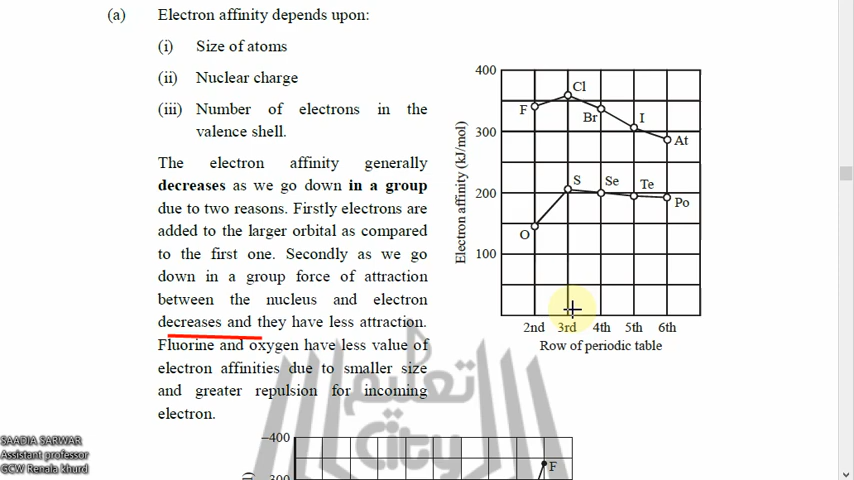 (a) Electron affinity depends upon:
(i) Size of atoms
(ii) Nuclear charge
(iii) Number of electrons in the
valence shell.
The electron affinity generally
decreases as we go down in a group
due to two reasons. Firstly electrons are
added to the larger orbital as compared
to the first one. Secondly as we go
down in a group force of attraction
between the nucleus and electron
decreases and they have less attraction.
Fluorine and oxygen have less value of
electron affinities due to smaller size
and greater repulsion for incoming
electron.
400
300
200
100
Electron affinity (kJ/mol)
F
Cl
Br
I
At
O
S
Se
Te
Po
2nd 3rd 4th 5th 6th
Row of periodic table
تعلیم
City
SAADIA SARWAR
Assistant professor
GCW Renala khurd
−400
F